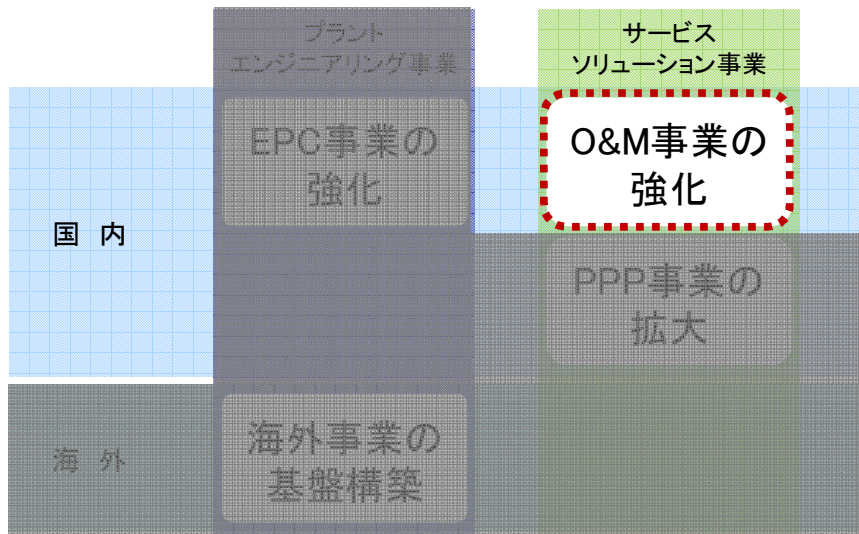 プラント
エンジニアリング事業
サービス
ソリューション事業
EPC事業の
強化
O&M事業の
強化
国 内
PPP事業の
拡大
海 外
海外事業の
基盤構築